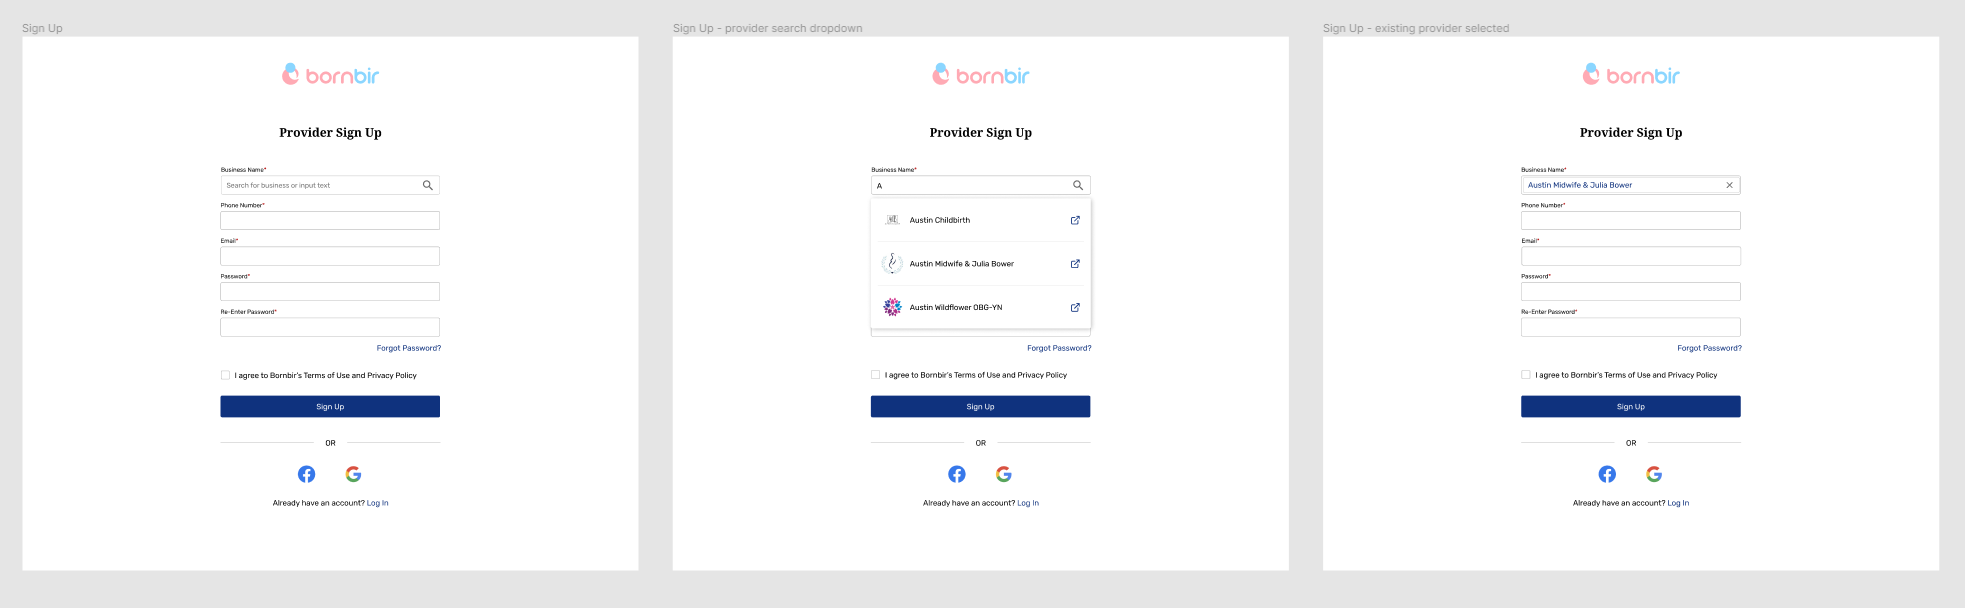 Sign Up
bornbir
Provider Sign Up
Business Name*
Search for business or input text
Phone Number*
Email*
Password*
Re-Enter Password*
Forgot Password?
I agree to Bornbir's Terms of Use and Privacy Policy
Sign Up
OR
Already have an account? Log In
Sign Up - provider search dropdown
bornbir
Provider Sign Up
Business Name*
A
Austin Childbirth
Austin Midwife & Julia Bower
Austin Wildflower OBG-YN
Forgot Password?
I agree to Bornbir's Terms of Use and Privacy Policy
Sign Up
OR
Already have an account? Log In
Sign Up - existing provider selected
bornbir
Provider Sign Up
Business Name*
Austin Midwife & Julia Bower
Phone Number*
Email*
Password*
Re-Enter Password*
Forgot Password?
I agree to Bornbir's Terms of Use and Privacy Policy
Sign Up
OR
Already have an account? Log In